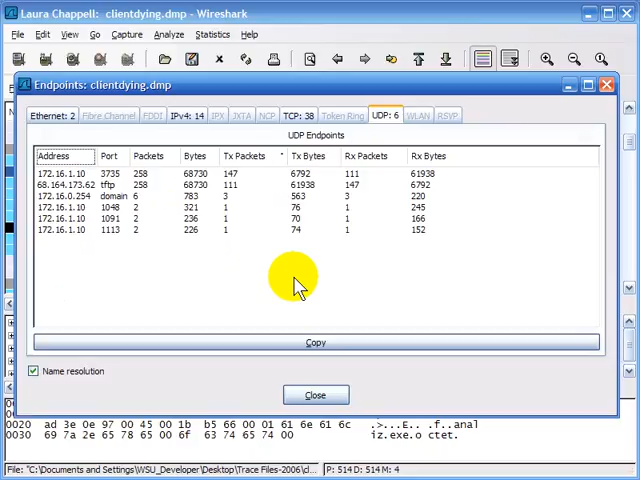 Laura Chappell: clientdying.dmp - Wireshark
File Edit View Go Capture Analyze Statistics Help
Endpoints: clientdying.dmp
Ethernet: 2 Fibre Channel FDDI IPv4: 14 IPX JXTA NCP TCP: 38 Token Ring UDP: 6 WLAN RSVP
UDP Endpoints
Address Port Packets Bytes Tx Packets Tx Bytes Rx Packets Rx Bytes
172.16.1.10 3735 258 68730 147 6792 111 61938
68.164.173.62 tftp 258 68730 111 61938 147 6792
172.16.0.254 domain 6 783 3 563 3 220
172.16.1.10 1048 2 321 1 76 1 245
172.16.1.10 1091 2 236 1 70 1 166
172.16.1.10 1113 2 226 1 74 1 152
Copy
Name resolution
Close
0020 ad 3e 0e 97 00 45 00 1b b5 66 00 01 61 6e 61 6c .>...E.. .f..anal
0030 69 7a 2e 65 78 65 00 6f 63 74 65 74 00 iz.exe.o ctet.
File: "C:\Documents and Settings\WSU_Developer\Desktop\Trace Files-2006\cl... P: 514 D: 514 M: 4